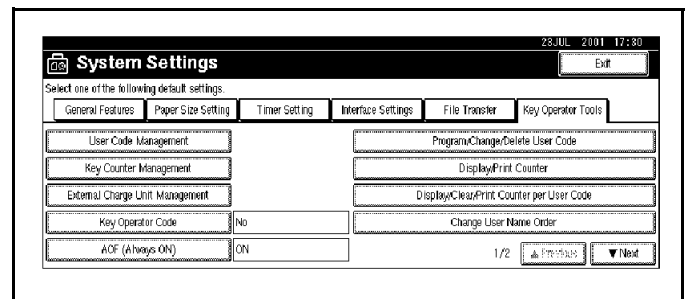 23JUL 2001 17:30
System Settings
Exit
Select one of the following default settings.
General Features Paper Size Setting Timer Setting Interface Settings File Transfer Key Operator Tools
User Code Management Program/Change/Delete User Code
Key Counter Management Display/Print Counter
External Charge Unit Management Display/Clear/Print Counter per User Code
Key Operator Code No Change User Name Order
AOF (Always ON) ON 1/2 ▲ Previous ▼ Next